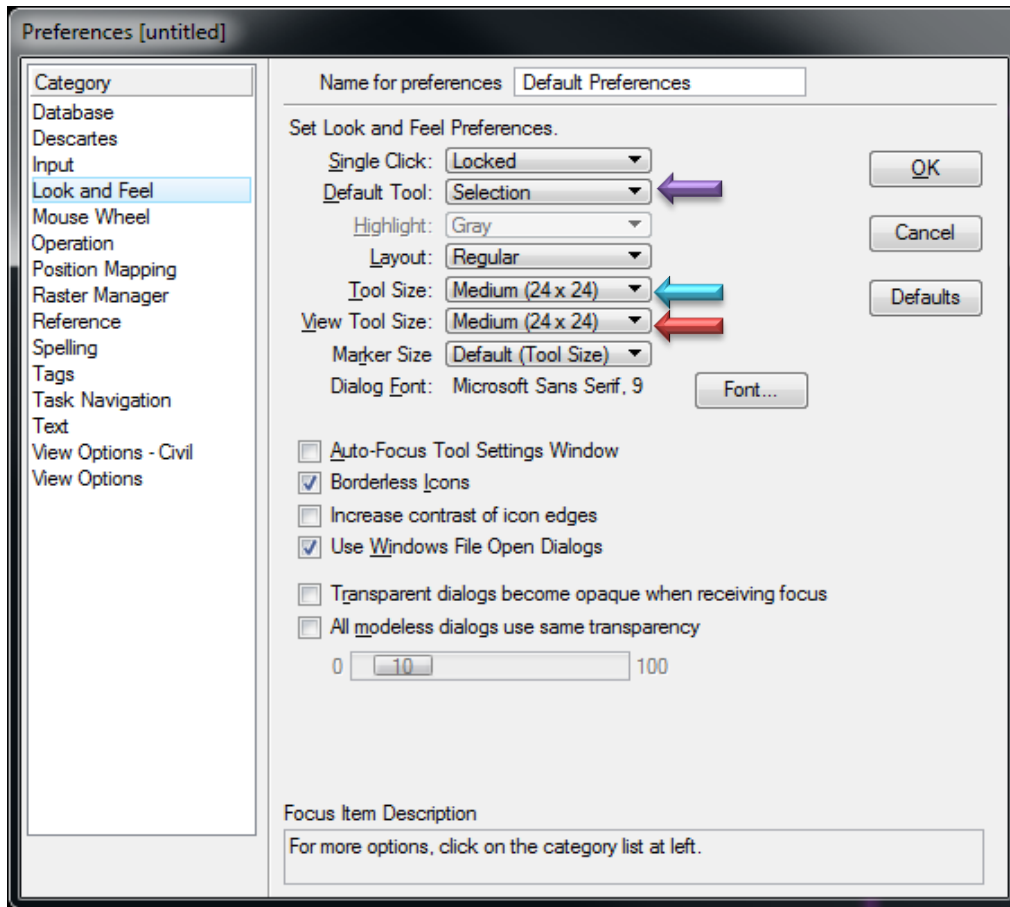 Preferences [untitled]
Category
Database
Descartes
Input
Look and Feel
Mouse Wheel
Operation
Position Mapping
Raster Manager
Reference
Spelling
Tags
Task Navigation
Text
View Options - Civil
View Options
Name for preferences Default Preferences
Set Look and Feel Preferences.
Single Click: Locked
Default Tool: Selection
Highlight: Gray
Layout: Regular
Tool Size: Medium (24 x 24)
View Tool Size: Medium (24 x 24)
Marker Size Default (Tool Size)
Dialog Font: Microsoft Sans Serif, 9 Font...
Auto-Focus Tool Settings Window
Borderless Icons
Increase contrast of icon edges
Use Windows File Open Dialogs
Transparent dialogs become opaque when receiving focus
All modeless dialogs use same transparency
0 10 100
OK
Cancel
Defaults
Focus Item Description
For more options, click on the category list at left.